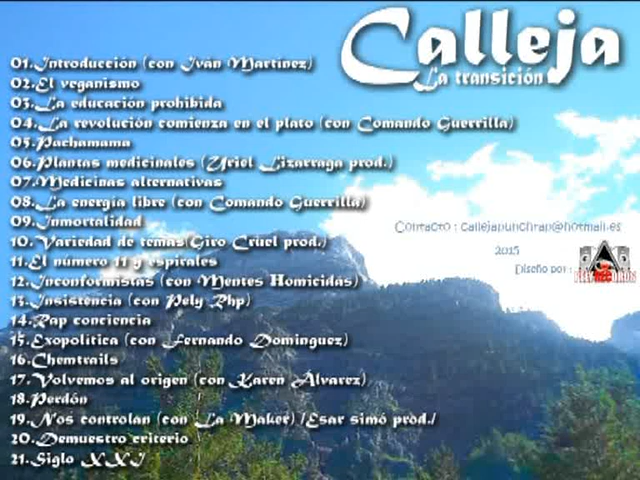 Calleja
La transición
01.Introducción (con Iván Martínez)
02.El veganismo
03.La educación prohibida
04.La revolución comienza en el plato (con Comando Guerrilla)
05.Pachamama
06.Plantas medicinales (Uriel Lizarraga prod.)
07.Medicinas alternativas
08.La energía libre (con Comando Guerrilla)
09.Inmortalidad
10.Variedad de temas(Giro Cruel prod.)
11.El número 11 y espirales
12.Inconformistas (con Mentes Homicidas)
13.Insistencia (con Pely Rhp)
14.Rap conciencia
15.Exopolítica (con Fernando Domínguez)
16.Chemtrails
17.Volvemos al origen (con Karen Álvarez)
18.Perdón
19.Nos controlan (con La Maker) /Esar simó prod./
20.Demuestro criterio
21.Siglo XXI
Contacto : callejapunchrap@hotmail.es
2015
Diseño por :
RECORDS